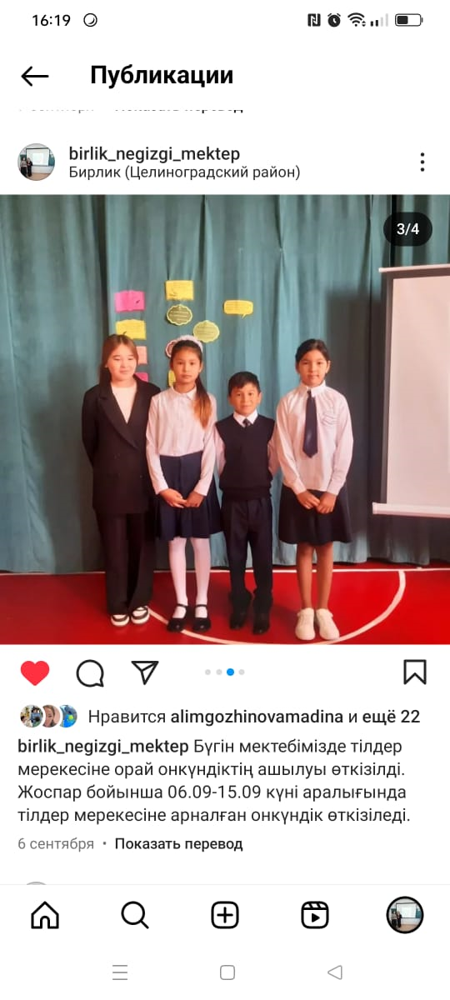 16:19
Публикации
birlik_negizgi_mektep
Бирлик (Целиноградский район)
3/4
Нравится alimgozhinovamadina и ещё 22
birlik_negizgi_mektep Бүгін мектебімізде тілдер
мерекесіне орай онкүндіктің ашылуы өткізілді.
Жоспар бойынша 06.09-15.09 күні аралығында
тілдер мерекесіне арналған онкүндік өткізіледі.
6 сентября • Показать перевод